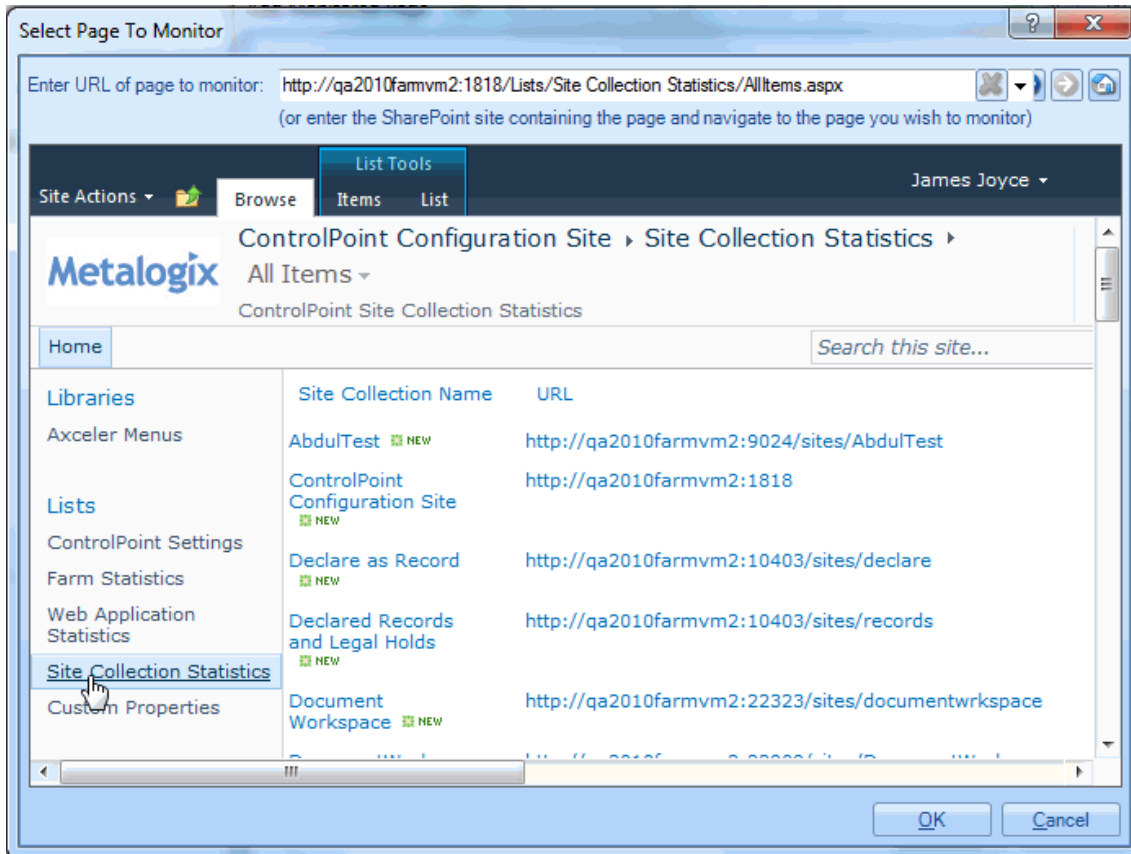 Select Page To Monitor
Enter URL of page to monitor: http://qa2010farmvm2:1818/Lists/Site Collection Statistics/AllItems.aspx
(or enter the SharePoint site containing the page and navigate to the page you wish to monitor)
List Tools
Site Actions Browse Items List James Joyce
ControlPoint Configuration Site Site Collection Statistics
Metalogix All Items
ControlPoint Site Collection Statistics
Home Search this site...
Libraries Site Collection Name URL
Axceler Menus AbdulTest NEW http://qa2010farmvm2:9024/sites/AbdulTest
ControlPoint http://qa2010farmvm2:1818
Lists Configuration Site
NEW
ControlPoint Settings
Declare as Record http://qa2010farmvm2:10403/sites/declare
Farm Statistics NEW
Web Application Declared Records http://qa2010farmvm2:10403/sites/records
Statistics and Legal Holds
NEW
Site Collection Statistics
Custom Properties Document http://qa2010farmvm2:22323/sites/documentwrkspace
Workspace NEW
OK Cancel